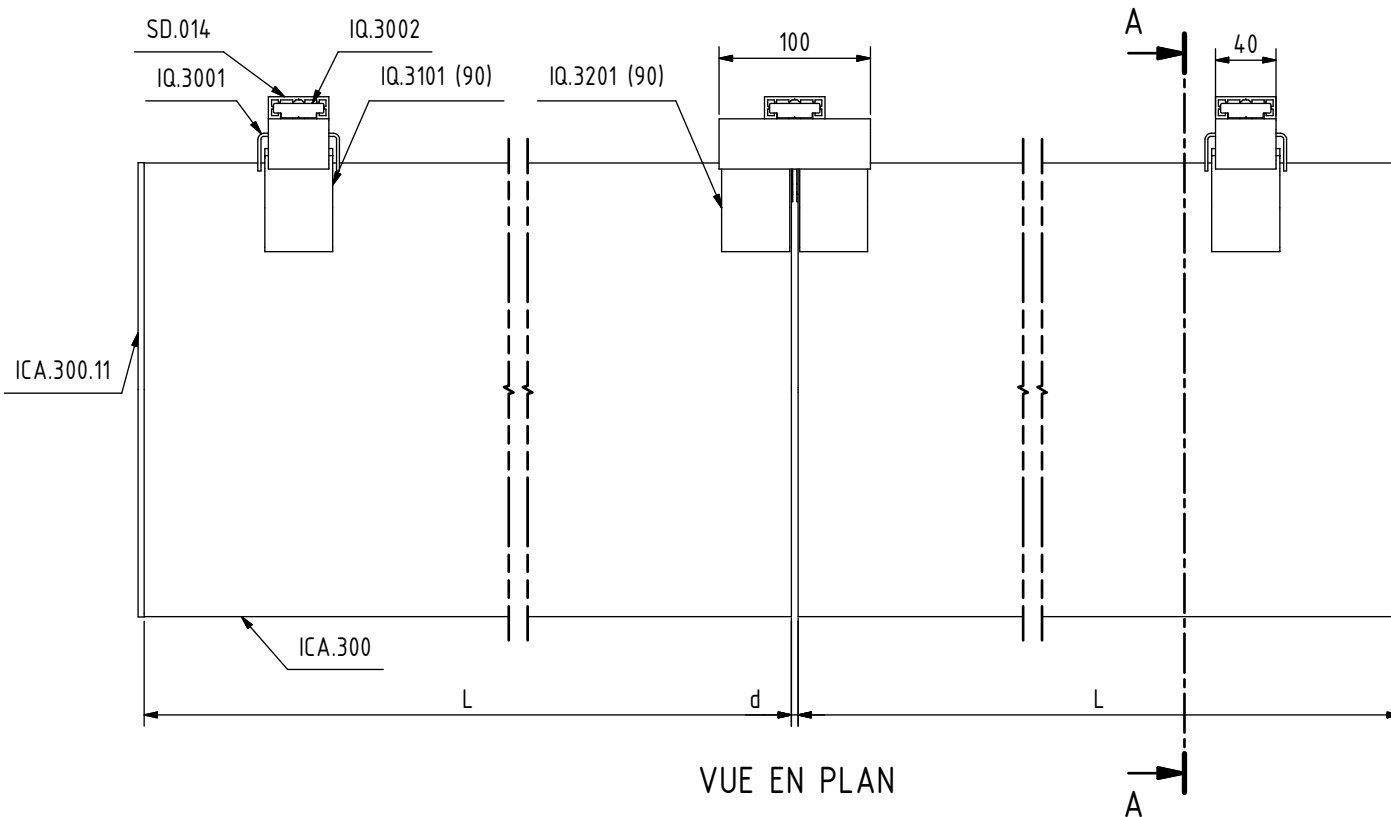 SD.014
IQ.3002
IQ.3001
IQ.3101 (90)
IQ.3201 (90)
100
A
40
ICA.300.11
ICA.300
L
d
L
VUE EN PLAN
A